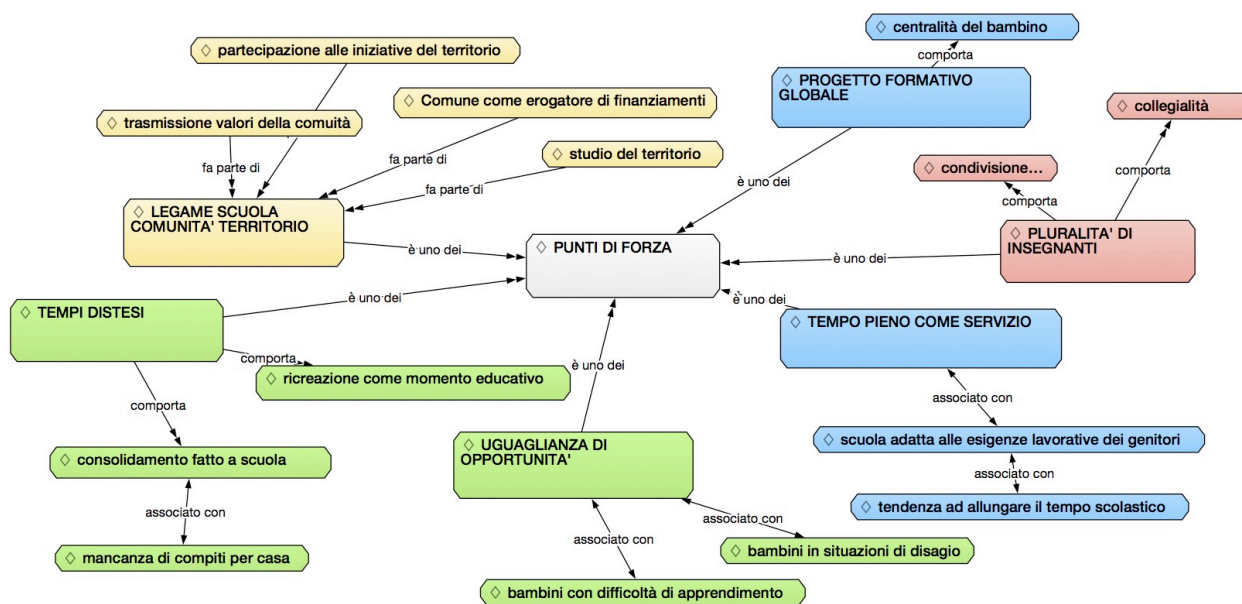 centralità del bambino
partecipazione alle iniziative del territorio
comporta
PROGETTO FORMATIVO
GLOBALE
Comune come erogatore di finanziamenti
collegialità
trasmissione valori della comuità
studio del territorio
fa parte di
fa parte di
fa parte di
condivisione...
comporta
è uno dei
comporta
LEGAME SCUOLA
COMUNITA' TERRITORIO
PLURALITA' DI
INSEGNANTI
è uno dei
PUNTI DI FORZA
è uno dei
TEMPI DISTESI
è uno dei
è uno dei
TEMPO PIENO COME SERVIZIO
comporta
è uno dei
ricreazione come momento educativo
comporta
associato con
consolidamento fatto a scuola
UGUAGLIANZA DI
OPPORTUNITA'
scuola adatta alle esigenze lavorative dei genitori
associato con
associato con
tendenza ad allungare il tempo scolastico
associato con
associato con
mancanza di compiti per casa
bambini in situazioni di disagio
bambini con difficoltà di apprendimento